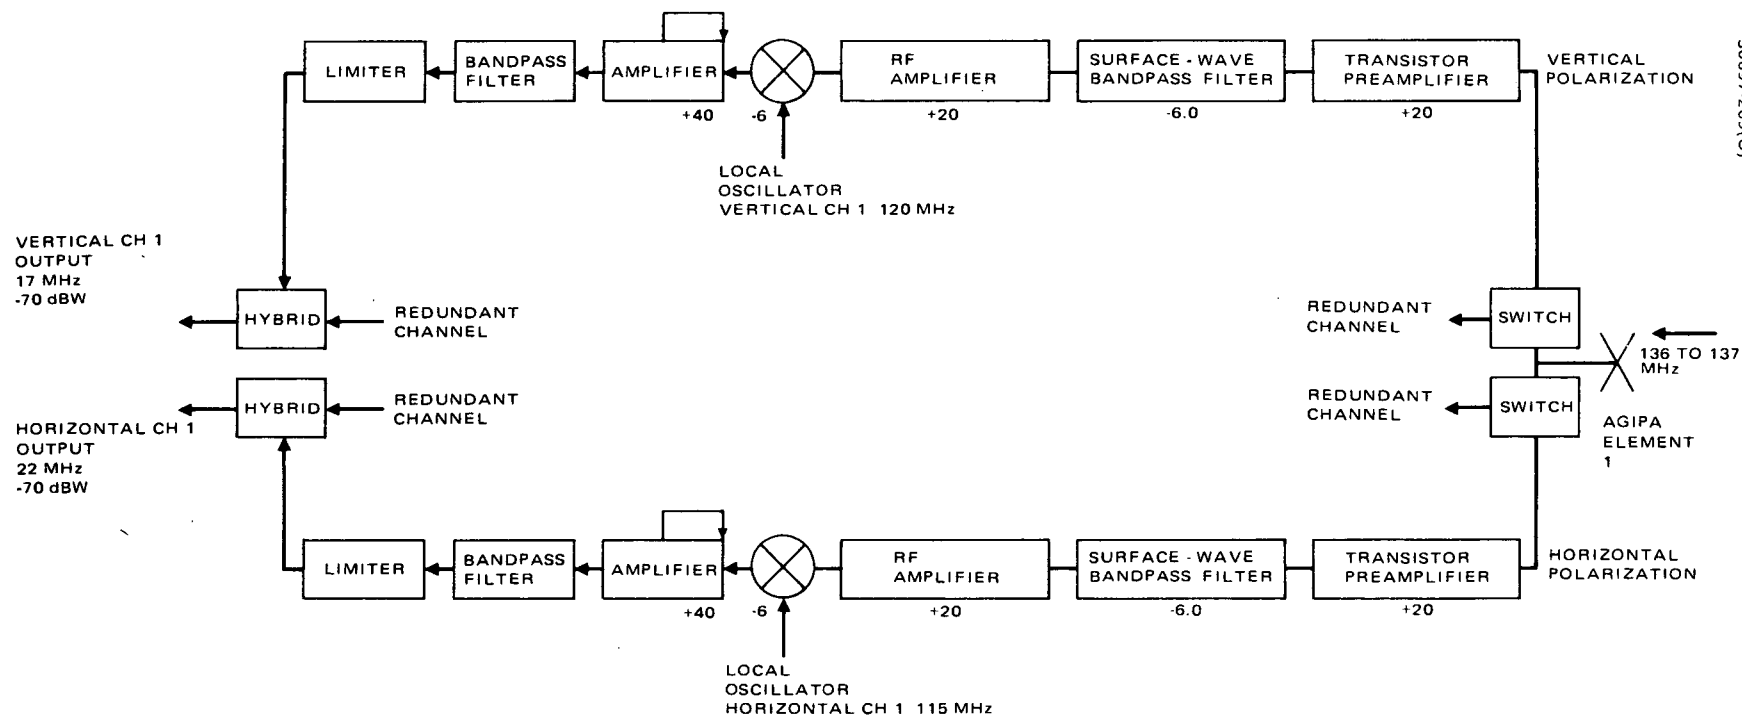 LIMITER
BANDPASS
FILTER
AMPLIFIER
+40
-6
RF
AMPLIFIER
+20
SURFACE - WAVE
BANDPASS FILTER
-6.0
TRANSISTOR
PREAMPLIFIER
+20
VERTICAL
POLARIZATION
LOCAL
OSCILLATOR
VERTICAL CH 1 120 MHz
VERTICAL CH 1
OUTPUT
17 MHz
-70 dBW
HYBRID
REDUNDANT
CHANNEL
REDUNDANT
CHANNEL
SWITCH
136 TO 137
MHz
HYBRID
REDUNDANT
CHANNEL
REDUNDANT
CHANNEL
SWITCH
AGIPA
ELEMENT
1
HORIZONTAL CH 1
OUTPUT
22 MHz
-70 dBW
LIMITER
BANDPASS
FILTER
AMPLIFIER
+40
-6
RF
AMPLIFIER
+20
SURFACE - WAVE
BANDPASS FILTER
-6.0
TRANSISTOR
PREAMPLIFIER
+20
HORIZONTAL
POLARIZATION
LOCAL
OSCILLATOR
HORIZONTAL CH 1 115 MHz